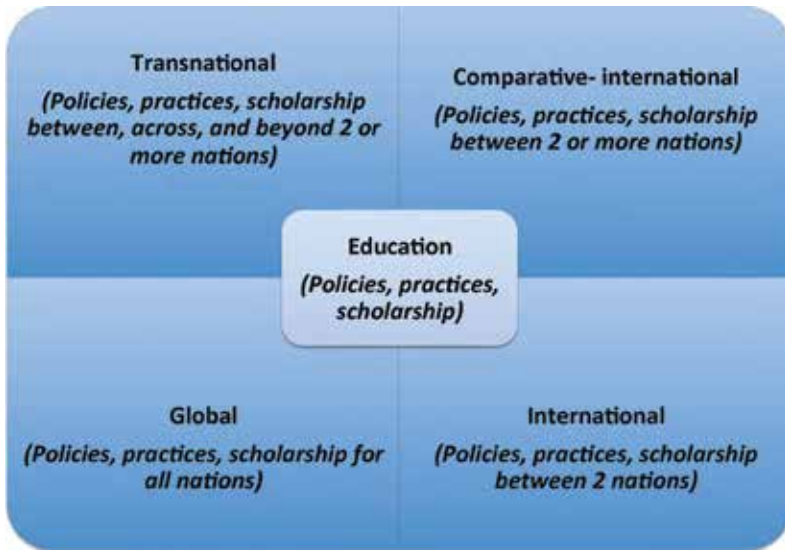 Transnational
(Policies, practices, scholarship
between, across, and beyond 2 or
more nations)
Comparative- international
(Policies, practices, scholarship
between 2 or more nations)
Education
(Policies, practices,
scholarship)
Global
(Policies, practices, scholarship for
all nations)
International
(Policies, practices, scholarship
between 2 nations)